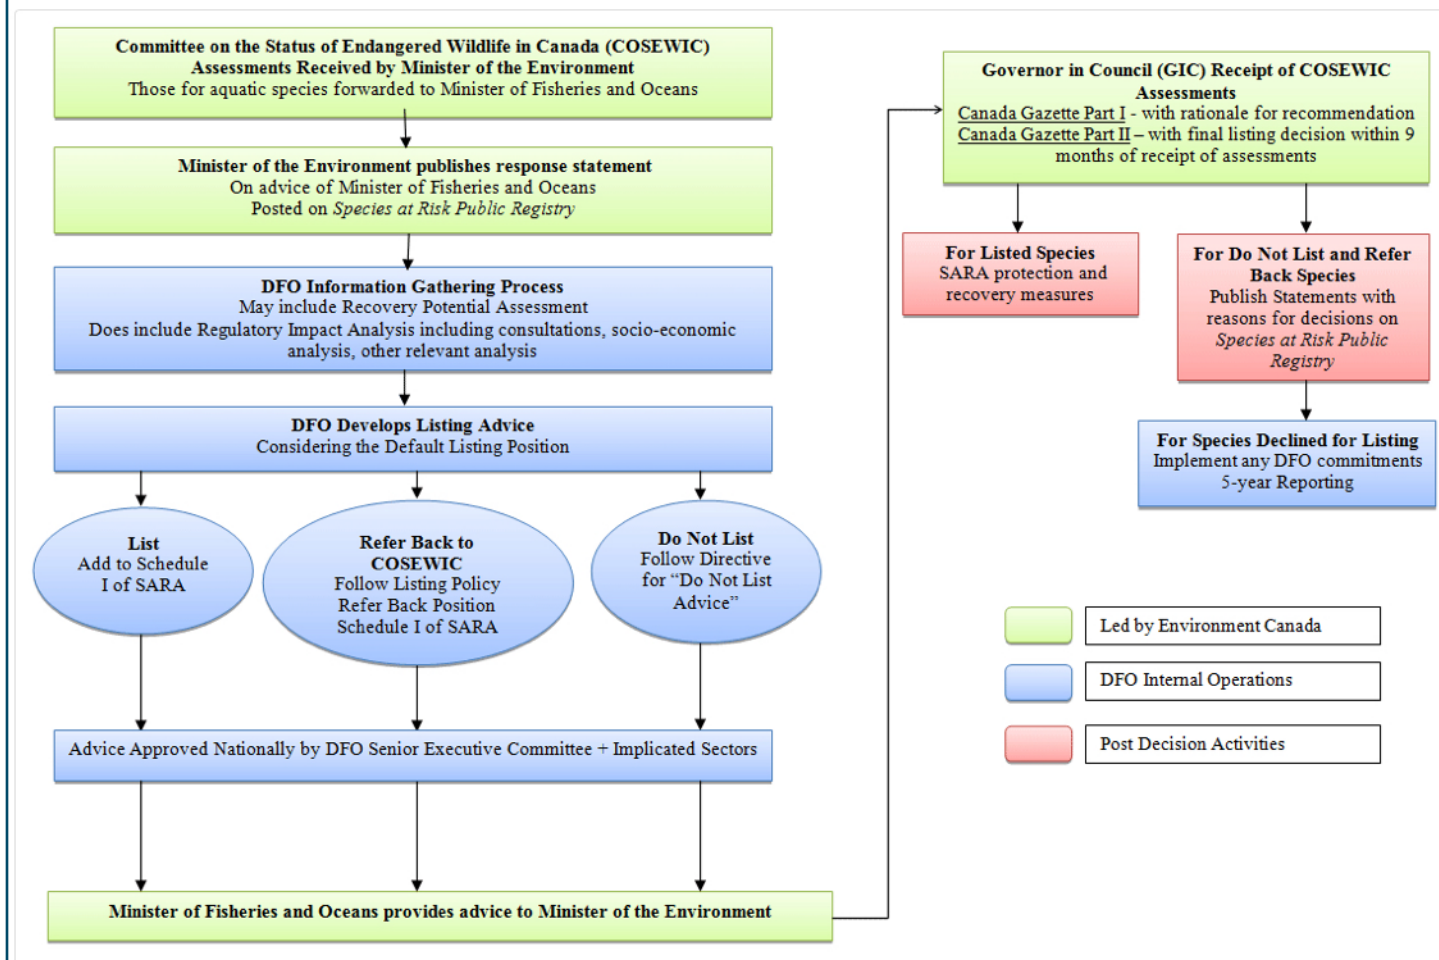 Committee on the Status of Endangered Wildlife in Canada (COSEWIC)
Assessments Received by Minister of the Environment
Those for aquatic species forwarded to Minister of Fisheries and Oceans
Minister of the Environment publishes response statement
On advice of Minister of Fisheries and Oceans
Posted on Species at Risk Public Registry
DFO Information Gathering Process
May include Recovery Potential Assessment
Does include Regulatory Impact Analysis including consultations, socio-economic
analysis, other relevant analysis
DFO Develops Listing Advice
Considering the Default Listing Position
List
Add to Schedule
I of SARA
Refer Back to
COSEWIC
Follow Listing Policy
Refer Back Position
Schedule I of SARA
Do Not List
Follow Directive
for “Do Not List
Advice”
Advice Approved Nationally by DFO Senior Executive Committee + Implicated Sectors
Minister of Fisheries and Oceans provides advice to Minister of the Environment
Governor in Council (GIC) Receipt of COSEWIC
Assessments
Canada Gazette Part I - with rationale for recommendation
Canada Gazette Part II – with final listing decision within 9
months of receipt of assessments
For Listed Species
SARA protection and
recovery measures
For Do Not List and Refer
Back Species
Publish Statements with
reasons for decisions on
Species at Risk Public
Registry
For Species Declined for Listing
Implement any DFO commitments
5-year Reporting
Led by Environment Canada
DFO Internal Operations
Post Decision Activities